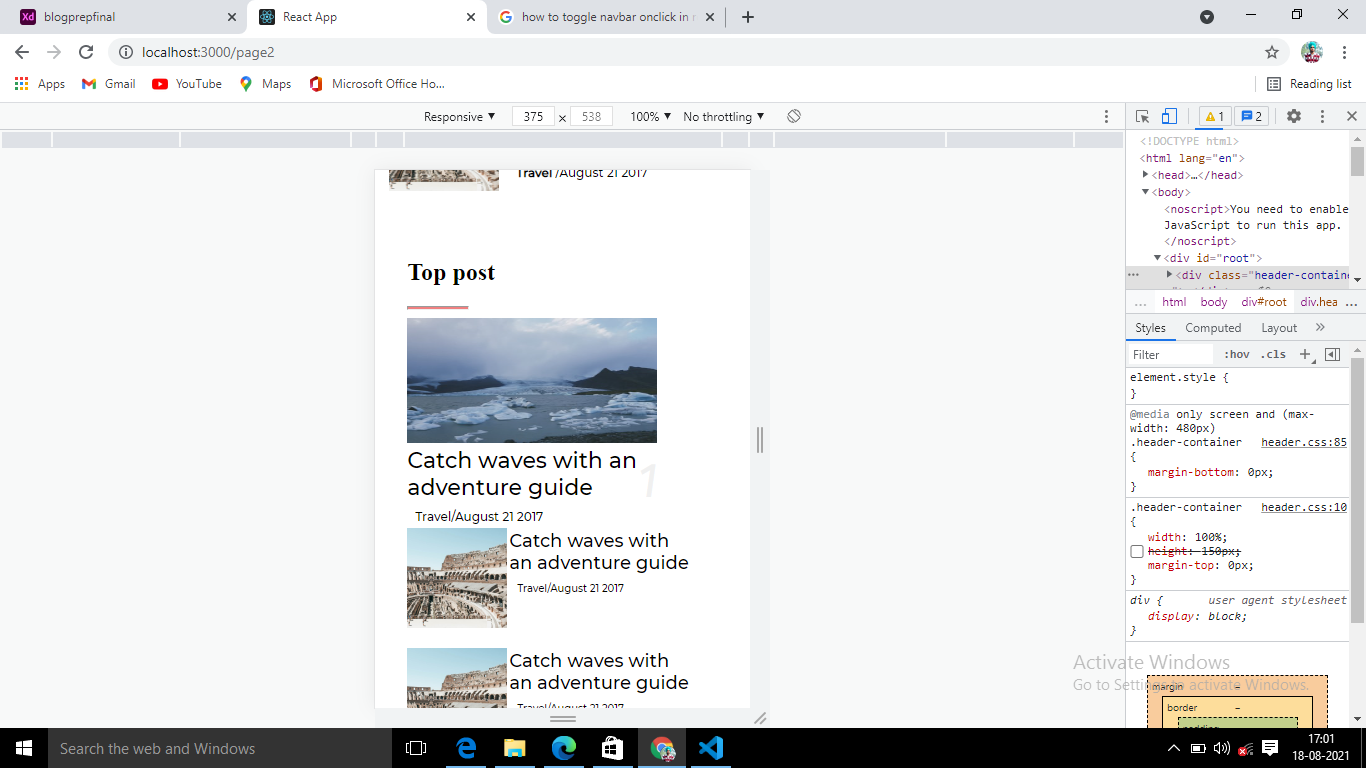 blogprepfinal
React App
how to toggle navbar onclick in
localhost:3000/page2
Apps
Gmail
YouTube
Maps
Microsoft Office Ho...
Reading list
Responsive ▼ 375 x 538 100% ▼ No throttling ▼
1 2
<!DOCTYPE html>
<html lang="en">
▶<head>…</head>
▼<body>
<noscript>You need to enable
JavaScript to run this app.
</noscript>
▼<div id="root">
▶<div class="header-containe
... html body div#root div.hea ...
Styles Computed Layout »
Filter :hov .cls +
element.style {
}
@media only screen and (max-
width: 480px)
.header-container header.css:85
{
margin-bottom: 0px;
}
.header-container header.css:10
{
width: 100%;
height: 150px;
margin-top: 0px;
}
div { user agent stylesheet
display: block;
}
margin –
border –
Travel /August 21 2017
Top post
Catch waves with an
adventure guide
1
Travel/August 21 2017
Catch waves with
an adventure guide
Travel/August 21 2017
Catch waves with
an adventure guide
Travel/August 21 2017
Activate Windows
Go to Settings to activate Windows.
Search the web and Windows
17:01
18-08-2021